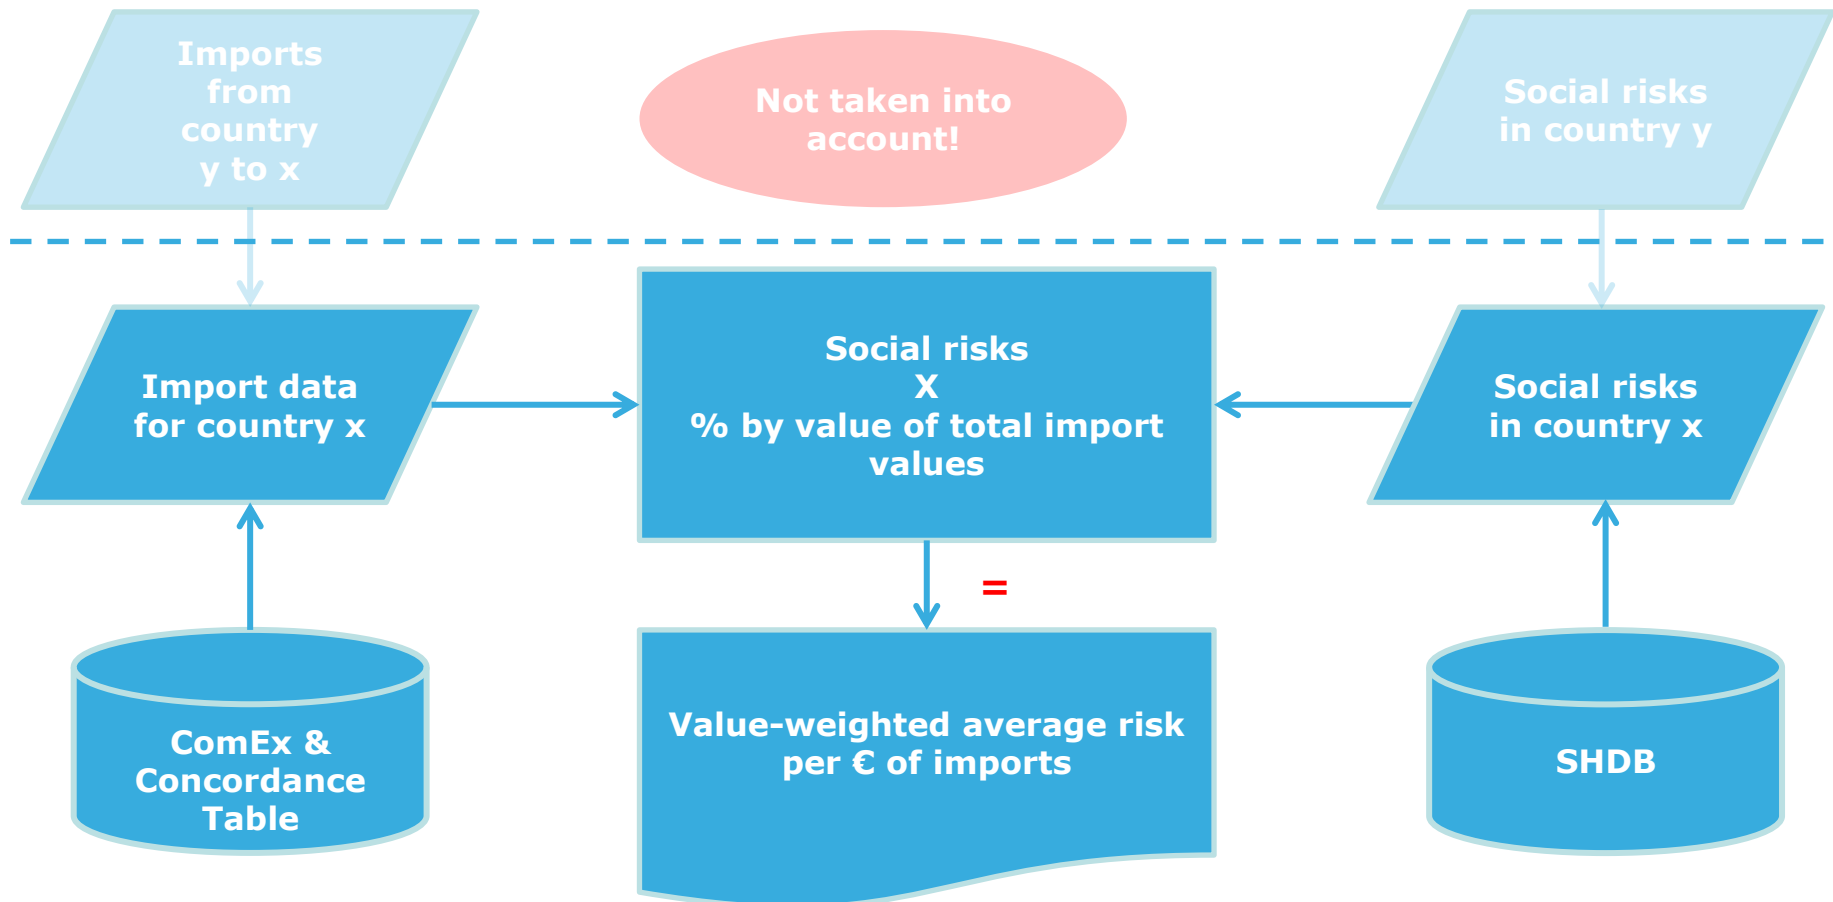 Imports
from
country
y to x
Not taken into
account!
Social risks
in country y
Import data
for country x
Social risks
X
% by value of total import
values
Social risks
in country x
=
ComEx &
Concordance
Table
Value-weighted average risk
per € of imports
SHDB